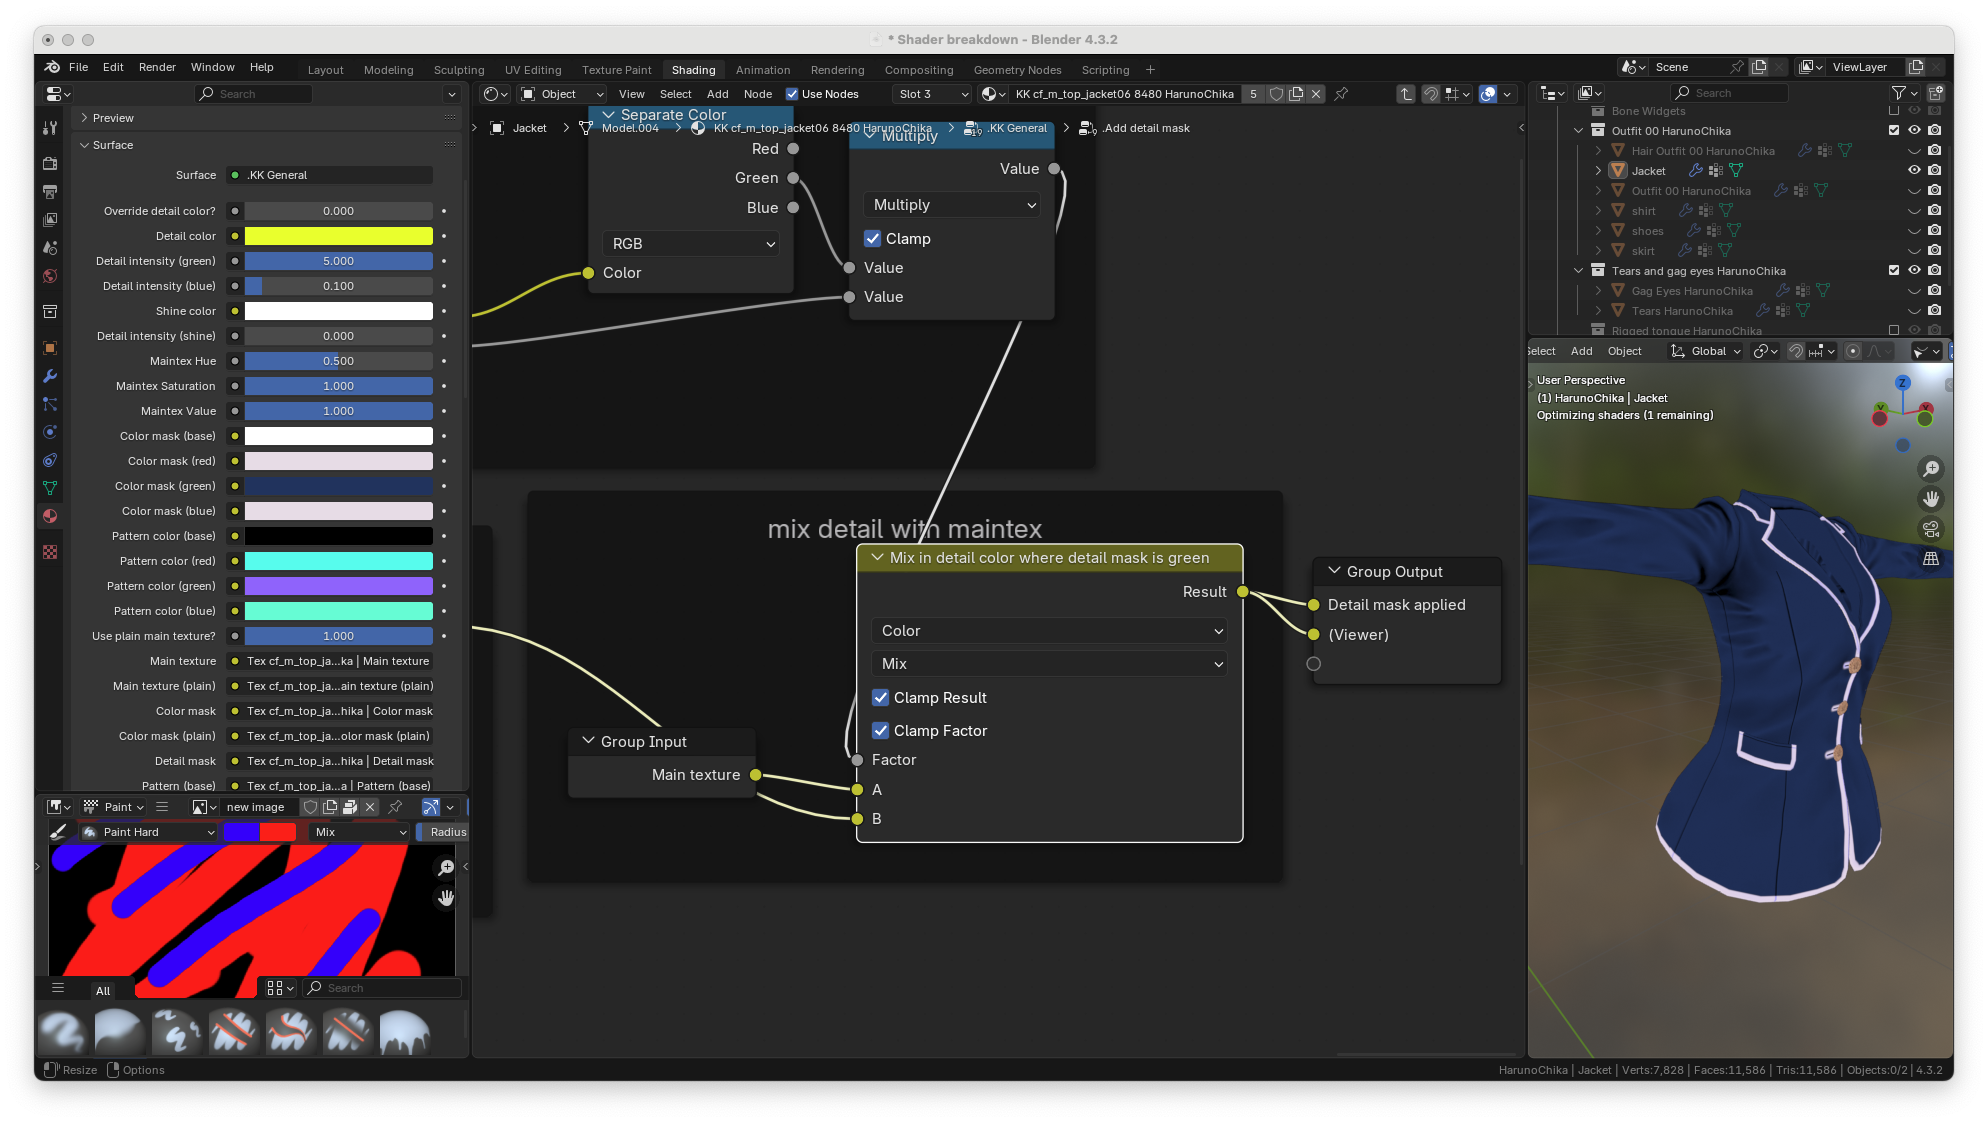 * Shader breakdown - Blender 4.3.2
File Edit Render Window Help Layout Modeling Sculpting UV Editing Texture Paint Shading Animation Rendering Compositing Geometry Nodes Scripting + Scene ViewLayer
Search
Preview
Surface
Surface .KK General
Override detail color? 0.000
Detail color
Detail intensity (green) 5.000
Detail intensity (blue) 0.100
Shine color
Detail intensity (shine) 0.000
Maintex Hue 0.500
Maintex Saturation 1.000
Maintex Value 1.000
Color mask (base)
Color mask (red)
Color mask (green)
Color mask (blue)
Pattern color (base)
Pattern color (red)
Pattern color (green)
Pattern color (blue)
Use plain main texture? 1.000
Main texture Tex cf_m_top_ja...ka | Main texture
Main texture (plain) Tex cf_m_top_ja...ain texture (plain)
Color mask Tex cf_m_top_ja...hika | Color mask
Color mask (plain) Tex cf_m_top_ja...olor mask (plain)
Detail mask Tex cf_m_top_ja...hika | Detail mask
Pattern (base) Tex cf_m_top_ja...a | Pattern (base)
Paint new image
Paint Hard Mix Radius
All Search
Resize Options
Object View Select Add Node Use Nodes Slot 3 KK cf_m_top_jacket06 8480 HarunoChika 5
Jacket Model.004 KK cf_m_top_jacket06 8480 HarunoChika .KK General .Add detail mask
Separate Color
Red
Green
Blue
RGB
Color
Multiply
Value
Multiply
Clamp
Value
Value
mix detail with maintex
Mix in detail color where detail mask is green
Result
Color
Mix
Clamp Result
Clamp Factor
Factor
A
B
Group Input
Main texture
Group Output
Detail mask applied
(Viewer)
Search
Bone Widgets
Outfit 00 HarunoChika
Hair Outfit 00 HarunoChika
Jacket
Outfit 00 HarunoChika
shirt
shoes
skirt
Tears and gag eyes HarunoChika
Gag Eyes HarunoChika
Tears HarunoChika
Rigged tongue HarunoChika
Select Add Object Global
User Perspective
(1) HarunoChika | Jacket
Optimizing shaders (1 remaining)
Z
Y
X
HarunoChika | Jacket | Verts:7,828 | Faces:11,586 | Tris:11,586 | Objects:0/2 | 4.3.2